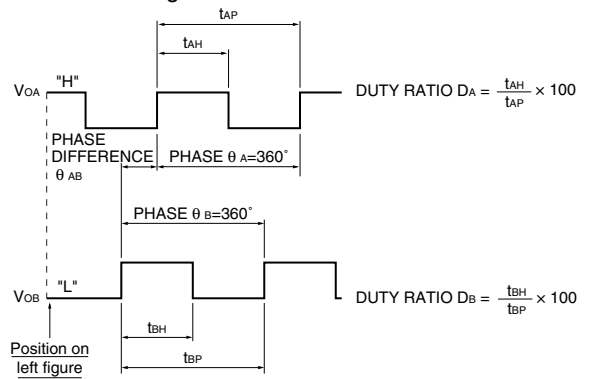 tAP
tAH
"H"
VOA
DUTY RATIO DA = tAH/tAP × 100
PHASE
DIFFERENCE
θ AB
PHASE θ A=360°
PHASE θ B=360°
"L"
VOB
DUTY RATIO DB = tBH/tBP × 100
tBH
tBP
Position on
left figure